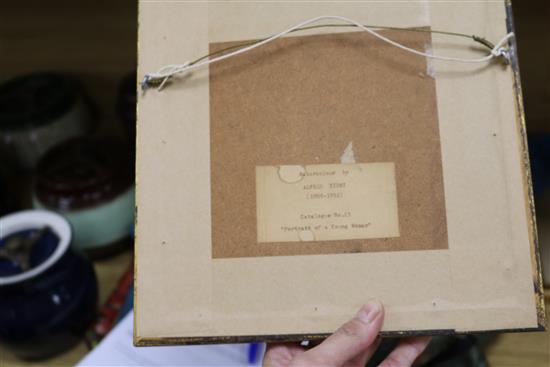 Watercolour by
ALFRED
Catalogue No.13
"Portrait of a Young Woman"